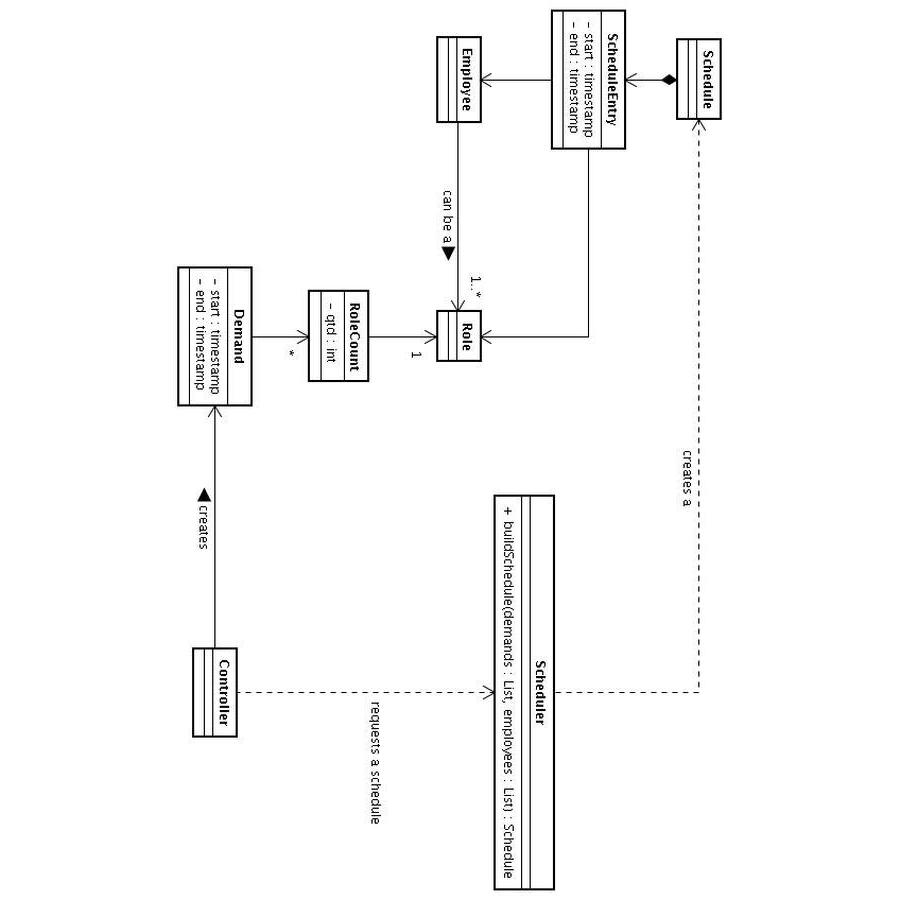 Schedule
ScheduleEntry
- start : timestamp
- end : timestamp
Employee
can be a
1..*
Role
1
RoleCount
- qtd : int
*
Demand
- start : timestamp
- end : timestamp
creates a
Scheduler
+ buildSchedule(demands : List, employees : List) : Schedule
requests a schedule
creates
Controller